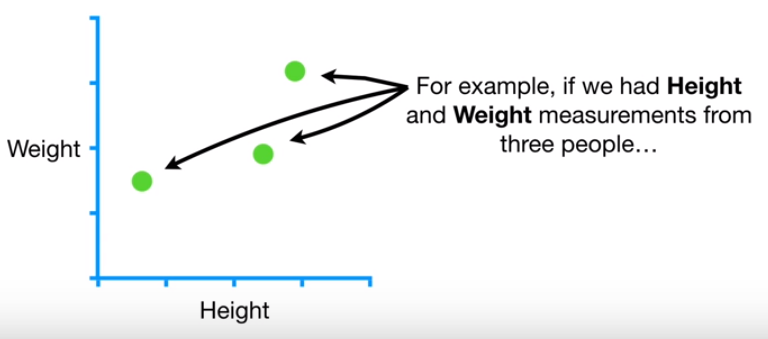 For example, if we had Height
and Weight measurements from
three people…
Weight
Height